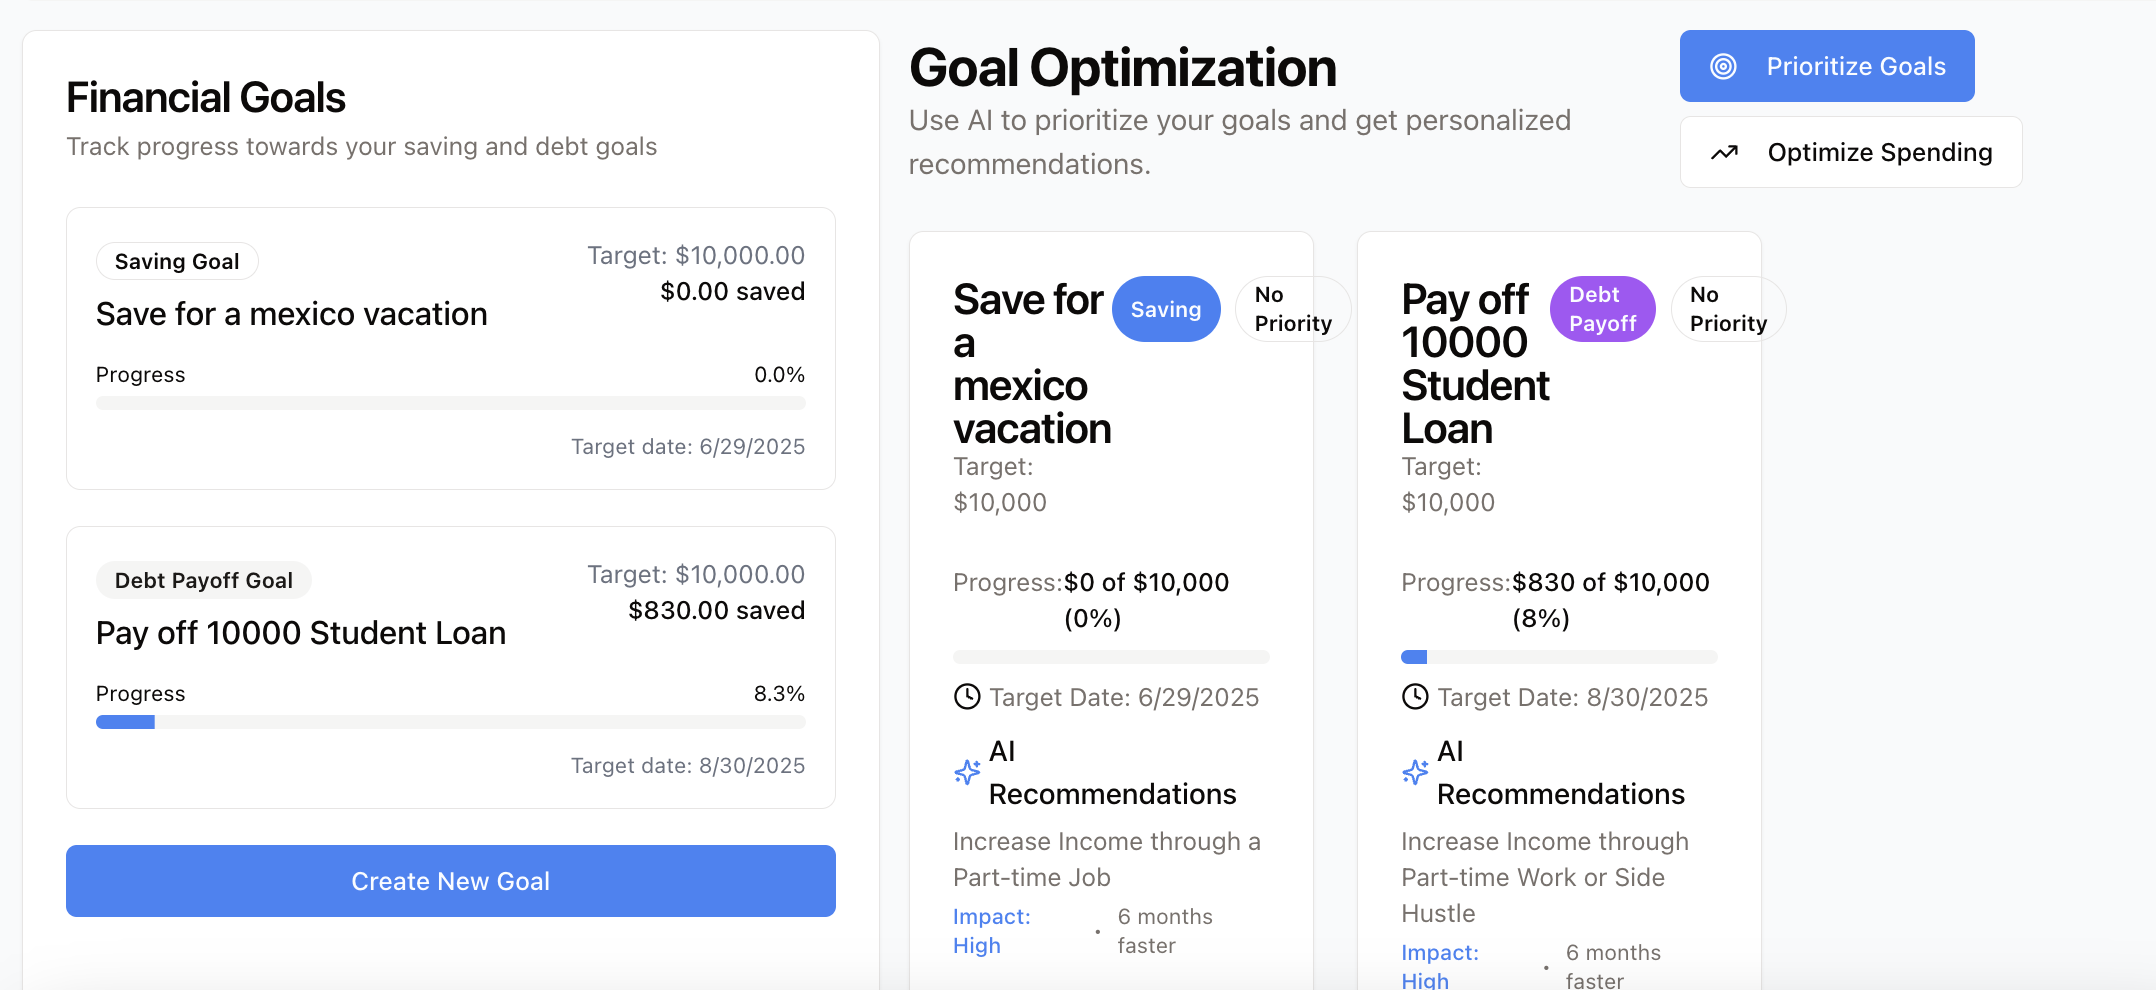 Financial Goals
Track progress towards your saving and debt goals
Saving Goal
Target: $10,000.00
$0.00 saved
Save for a mexico vacation
Progress
0.0%
Target date: 6/29/2025
Debt Payoff Goal
Target: $10,000.00
$830.00 saved
Pay off 10000 Student Loan
Progress
8.3%
Target date: 8/30/2025
Create New Goal
Goal Optimization
Use AI to prioritize your goals and get personalized
recommendations.
Prioritize Goals
Optimize Spending
Save for
a
mexico
vacation
Saving
No
Priority
Target:
$10,000
Progress:$0 of $10,000
(0%)
Target Date: 6/29/2025
AI
Recommendations
Increase Income through a
Part-time Job
Impact:
High
•
6 months
faster
Pay off
10000
Student
Loan
Debt
Payoff
No
Priority
Target:
$10,000
Progress:$830 of $10,000
(8%)
Target Date: 8/30/2025
AI
Recommendations
Increase Income through
Part-time Work or Side
Hustle
Impact:
High
•
6 months
faster